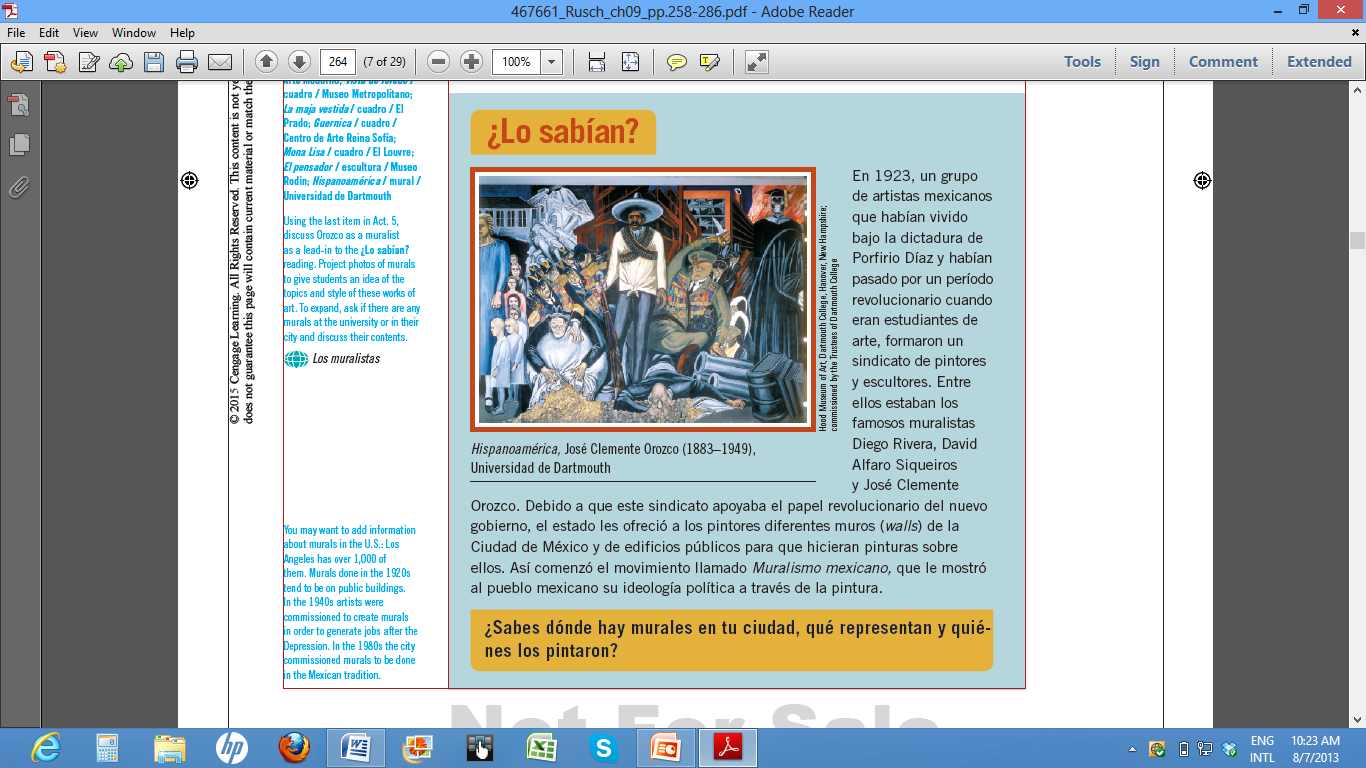 467661_Rusch_ch09_pp.258-286.pdf - Adobe Reader
File Edit View Window Help
264 (7 of 29) 100% Tools Sign Comment Extended
© 2015 Cengage Learning. All Rights Reserved. This content is not
does not guarantee this page will contain current material or match the
cuadro / Museo Metropolitano;
La maja vestida / cuadro / El
Prado; Guernica / cuadro /
Centro de Arte Reina Sofía;
Mona Lisa / cuadro / El Louvre;
El pensador / escultura / Museo
Rodin; Hispanoamérica / mural /
Universidad de Dartmouth
Using the last item in Act. 5,
discuss Orozco as a muralist
as a lead-in to the ¿Lo sabían?
reading. Project photos of murals
to give students an idea of the
topics and style of these works of
art. To expand, ask if there are any
murals at the university or in their
city and discuss their contents.
Los muralistas
You may want to add information
about murals in the U.S.: Los
Angeles has over 1,000 of
them. Murals done in the 1920s
tend to be on public buildings.
In the 1940s artists were
commissioned to create murals
in order to generate jobs after the
Depression. In the 1980s the city
commissioned murals to be done
in the Mexican tradition.
¿Lo sabían?
Hood Museum of Art, Dartmouth College, Hanover, New Hampshire;
commissioned by the Trustees of Dartmouth College
Hispanoamérica, José Clemente Orozco (1883–1949),
Universidad de Dartmouth
En 1923, un grupo
de artistas mexicanos
que habían vivido
bajo la dictadura de
Porfirio Díaz y habían
pasado por un período
revolucionario cuando
eran estudiantes de
arte, formaron un
sindicato de pintores
y escultores. Entre
ellos estaban los
famosos muralistas
Diego Rivera, David
Alfaro Siqueiros
y José Clemente
Orozco. Debido a que este sindicato apoyaba el papel revolucionario del nuevo
gobierno, el estado les ofreció a los pintores diferentes muros (walls) de la
Ciudad de México y de edificios públicos para que hicieran pinturas sobre
ellos. Así comenzó el movimiento llamado Muralismo mexicano, que le mostró
al pueblo mexicano su ideología política a través de la pintura.
¿Sabes dónde hay murales en tu ciudad, qué representan y quié-
nes los pintaron?
Not For Sale
ENG 10:23 AM
INTL 8/7/2013